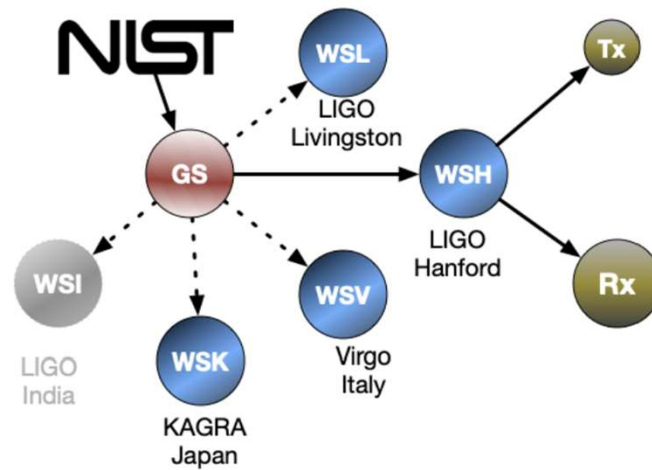 NIST
WSL
Tx
LIGO
Livingston
GS
WSH
LIGO
Hanford
WSI
WSV
Rx
LIGO
India
WSK
Virgo
Italy
KAGRA
Japan